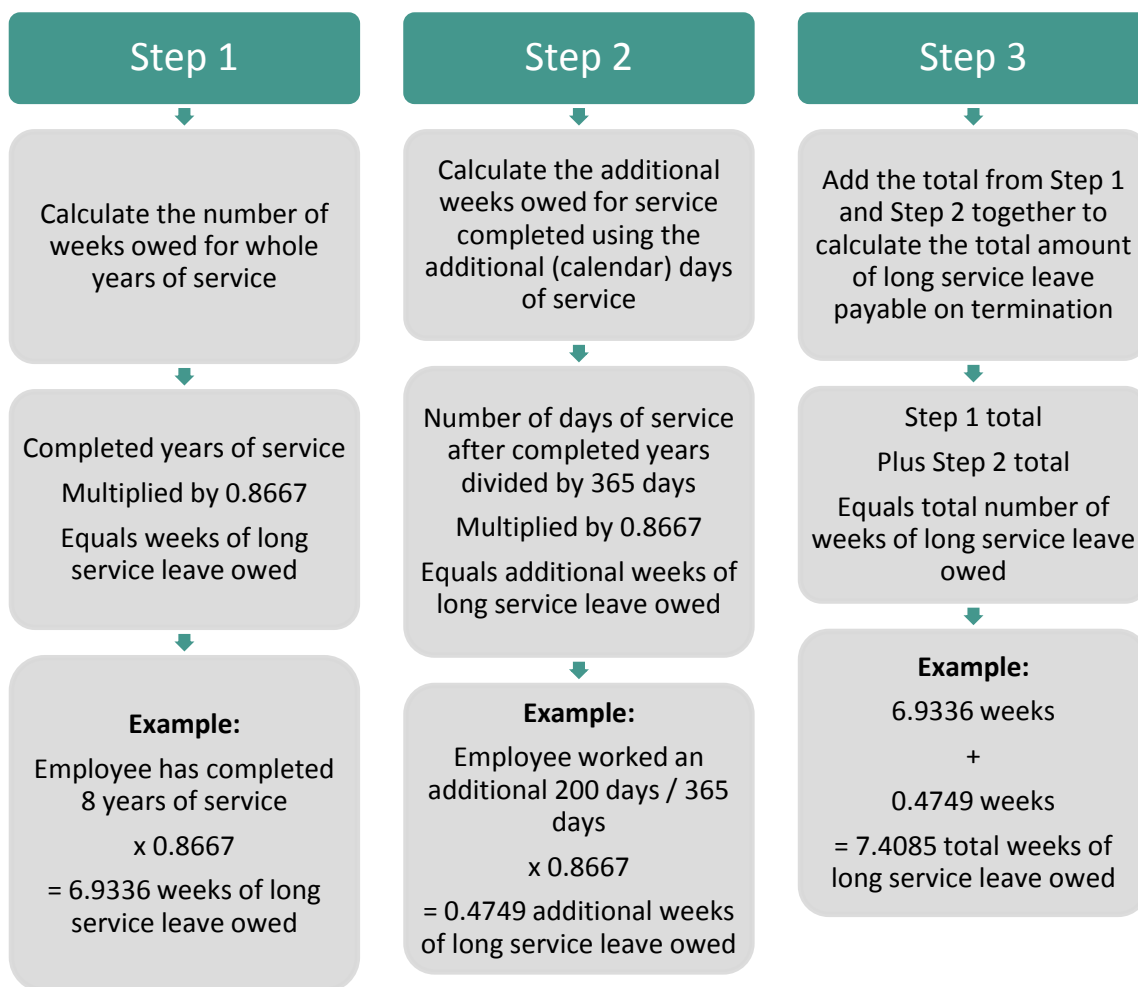 Step 1
Calculate the number of
weeks owed for whole
years of service
Completed years of service
Multiplied by 0.8667
Equals weeks of long
service leave owed
Example:
Employee has completed
8 years of service
x 0.8667
= 6.9336 weeks of long
service leave owed
Step 2
Calculate the additional
weeks owed for service
completed using the
additional (calendar) days
of service
Number of days of service
after completed years
divided by 365 days
Multiplied by 0.8667
Equals additional weeks of
long service leave owed
Example:
Employee worked an
additional 200 days / 365
days
x 0.8667
= 0.4749 additional weeks
of long service leave owed
Step 3
Add the total from Step 1
and Step 2 together to
calculate the total amount
of long service leave
payable on termination
Step 1 total
Plus Step 2 total
Equals total number of
weeks of long service leave
owed
Example:
6.9336 weeks
+
0.4749 weeks
= 7.4085 total weeks of
long service leave owed